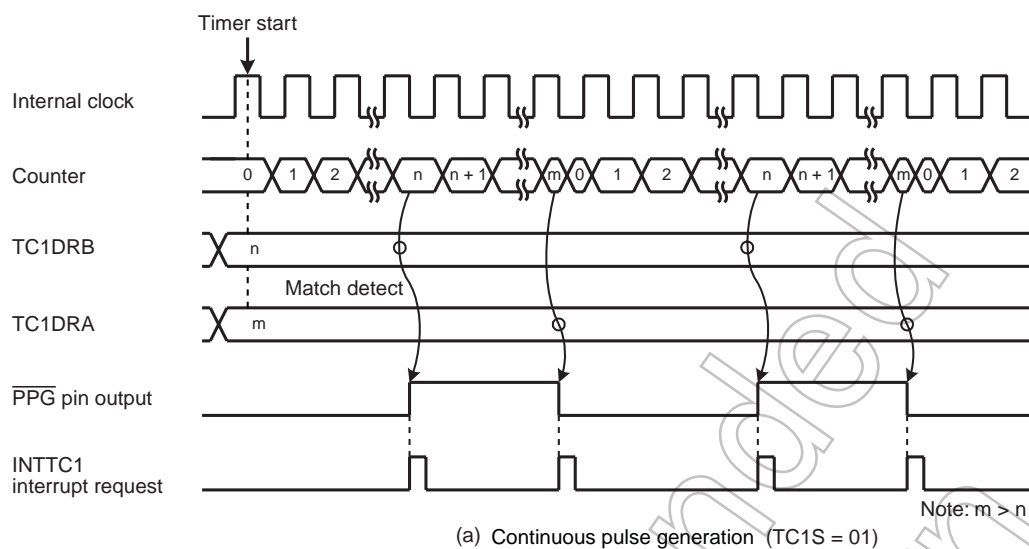 Timer start
Internal clock
Counter
0 1 2 n n + 1 m 0 1 2 n n + 1 m 0 1 2
TC1DRB
n
Match detect
TC1DRA
m
PPG pin output
INTTC1
interrupt request
Note: m > n
(a) Continuous pulse generation (TC1S = 01)